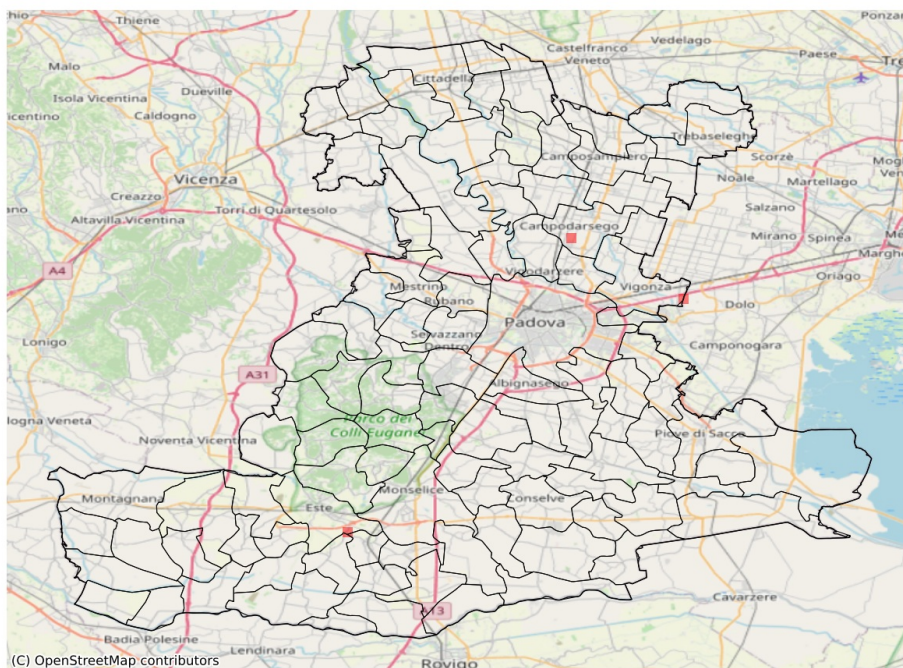 Thiene
Castelfranco
Veneto
Vedelago
Paese
Malo
Dueville
Cittadella
Isola Vicentina
Caldogno
Trebaseleghe
Camposampiero
Scorzè
Vicenza
Noale
Martellago
Creazzo
Altavilla Vicentina
Torri di Quartesolo
Salzano
Campodarsego
Mirano
Spinea
A4
Vigodarzere
Oriago
Mestrino
Vigonza
Rubano
Dolo
Padova
Selvazzano
Dentro
Lonigo
Camponogara
A31
Albignasego
Parco dei
Colli Euganei
Noventa Vicentina
Piove di Sacco
Montagnana
Monselice
Conselve
Este
Cavarzere
A13
Badia Polesine
Lendinara
Rovigo
(C) OpenStreetMap contributors